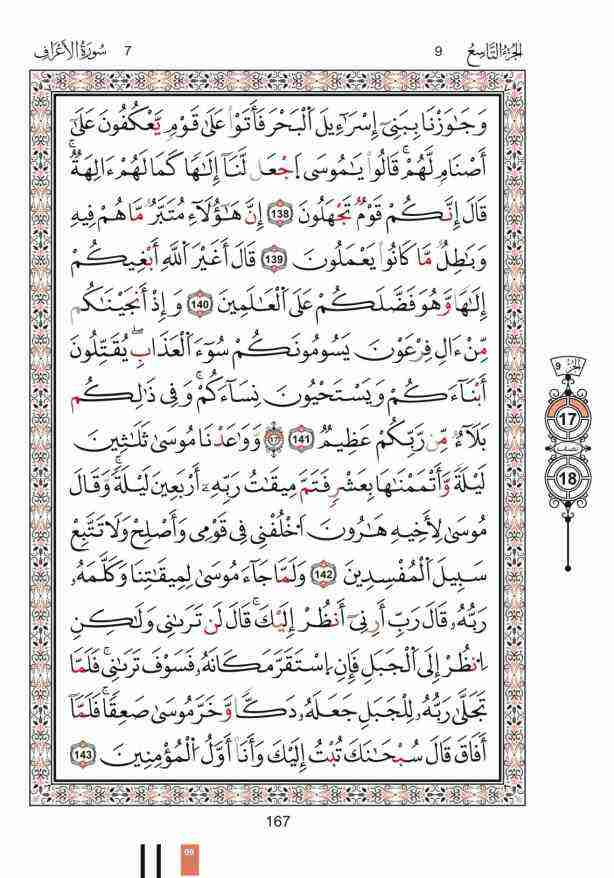 الجزء التاسع 9 7 سورة الأعراف
وَجَٰوَزْنَا بِبَنِىٓ إِسْرَآءِيلَ ٱلْبَحْرَ فَأَتَوْا۟ عَلَىٰ قَوْمٍ يَّعْكُفُونَ عَلَىٰٓ
أَصْنَامٍ لَّهُمْ ۚ قَالُوا۟ يَٰمُوسَى ٱجْعَل لَّنَآ إِلَٰهًا كَمَا لَهُمْ ءَالِهَةٌ ۚ
قَالَ إِنَّكُمْ قَوْمٌ تَجْهَلُونَ 138 إِنَّ هَٰٓؤُلَآءِ مُتَبَّرٌ مَّا هُمْ فِيهِ
وَبَٰطِلٌ مَّا كَانُوا۟ يَعْمَلُونَ 139 قَالَ أَغَيْرَ ٱللَّهِ أَبْغِيكُمْ
إِلَٰهًا وَّهُوَ فَضَّلَكُمْ عَلَى ٱلْعَٰلَمِينَ 140 وَإِذْ أَنجَيْنَٰكُم
مِّنْ ءَالِ فِرْعَوْنَ يَسُومُونَكُمْ سُوٓءَ ٱلْعَذَابِ ۖ يُقَتِّلُونَ
أَبْنَآءَكُمْ وَيَسْتَحْيُونَ نِسَآءَكُمْ ۚ وَفِى ذَٰلِكُم
بَلَآءٌ مِّن رَّبِّكُمْ عَظِيمٌ 141 17 وَوَٰعَدْنَا مُوسَىٰ ثَلَٰثِينَ
لَيْلَةً وَّأَتْمَمْنَٰهَا بِعَشْرٍ فَتَمَّ مِيقَٰتُ رَبِّهِۦٓ أَرْبَعِينَ لَيْلَةً ۚ وَقَالَ
مُوسَىٰ لِأَخِيهِ هَٰرُونَ ٱخْلُفْنِى فِى قَوْمِى وَأَصْلِحْ وَلَا تَتَّبِعْ
سَبِيلَ ٱلْمُفْسِدِينَ 142 وَلَمَّا جَآءَ مُوسَىٰ لِمِيقَٰتِنَا وَكَلَّمَهُۥ
رَبُّهُۥ قَالَ رَبِّ أَرِنِىٓ أَنظُرْ إِلَيْكَ ۚ قَالَ لَن تَرَىٰنِى وَلَٰكِنِ
ٱنظُرْ إِلَى ٱلْجَبَلِ فَإِنِ ٱسْتَقَرَّ مَكَانَهُۥ فَسَوْفَ تَرَىٰنِى ۚ فَلَمَّا
تَجَلَّىٰ رَبُّهُۥ لِلْجَبَلِ جَعَلَهُۥ دَكًّا وَّخَرَّ مُوسَىٰ صَعِقًا ۚ فَلَمَّآ
أَفَاقَ قَالَ سُبْحَٰنَكَ تُبْتُ إِلَيْكَ وَأَنَا۠ أَوَّلُ ٱلْمُؤْمِنِينَ 143
9
17
18
167